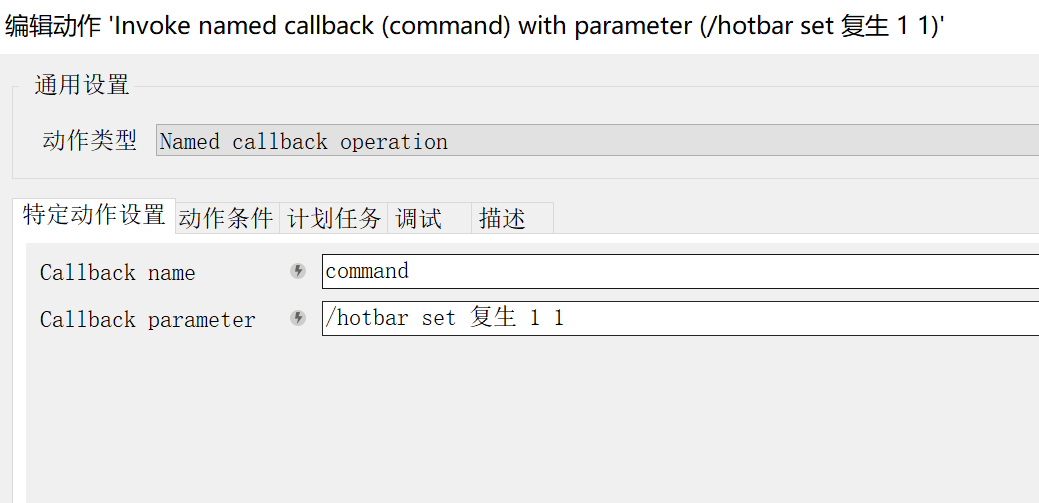 编辑动作 'Invoke named callback (command) with parameter (/hotbar set 复生 1 1)'
通用设置
动作类型 Named callback operation
特定动作设置 动作条件 计划任务 调试 描述
Callback name command
Callback parameter /hotbar set 复生 1 1